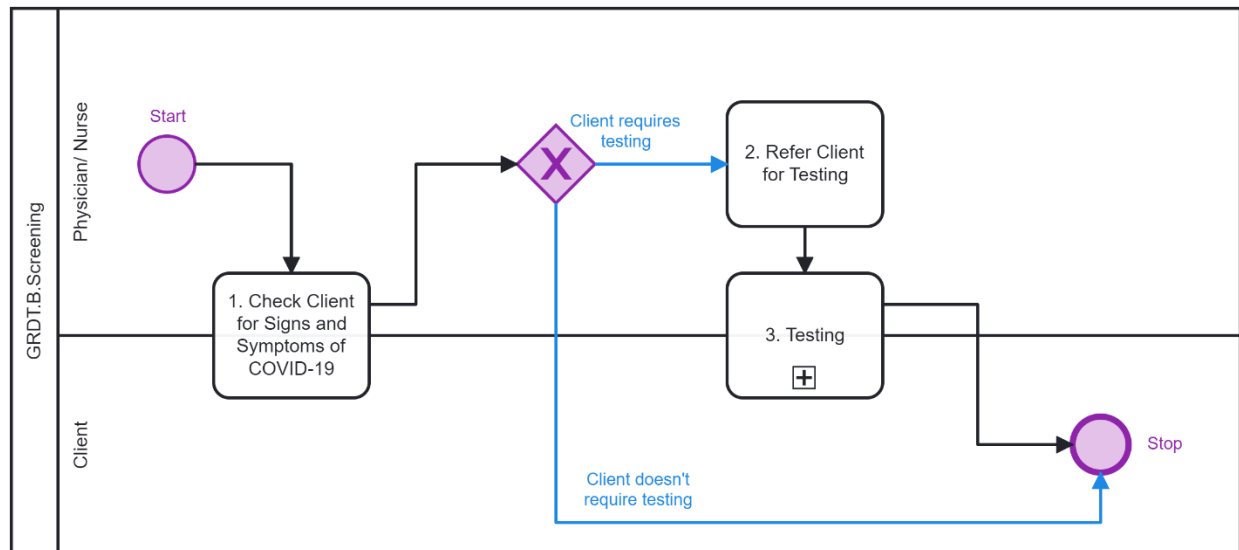 GRDT.B.Screening
Physician/ Nurse
Start
Client requires
testing
2. Refer Client
for Testing
1. Check Client
for Signs and
Symptoms of
COVID-19
3. Testing
Client
Stop
Client doesn't
require testing